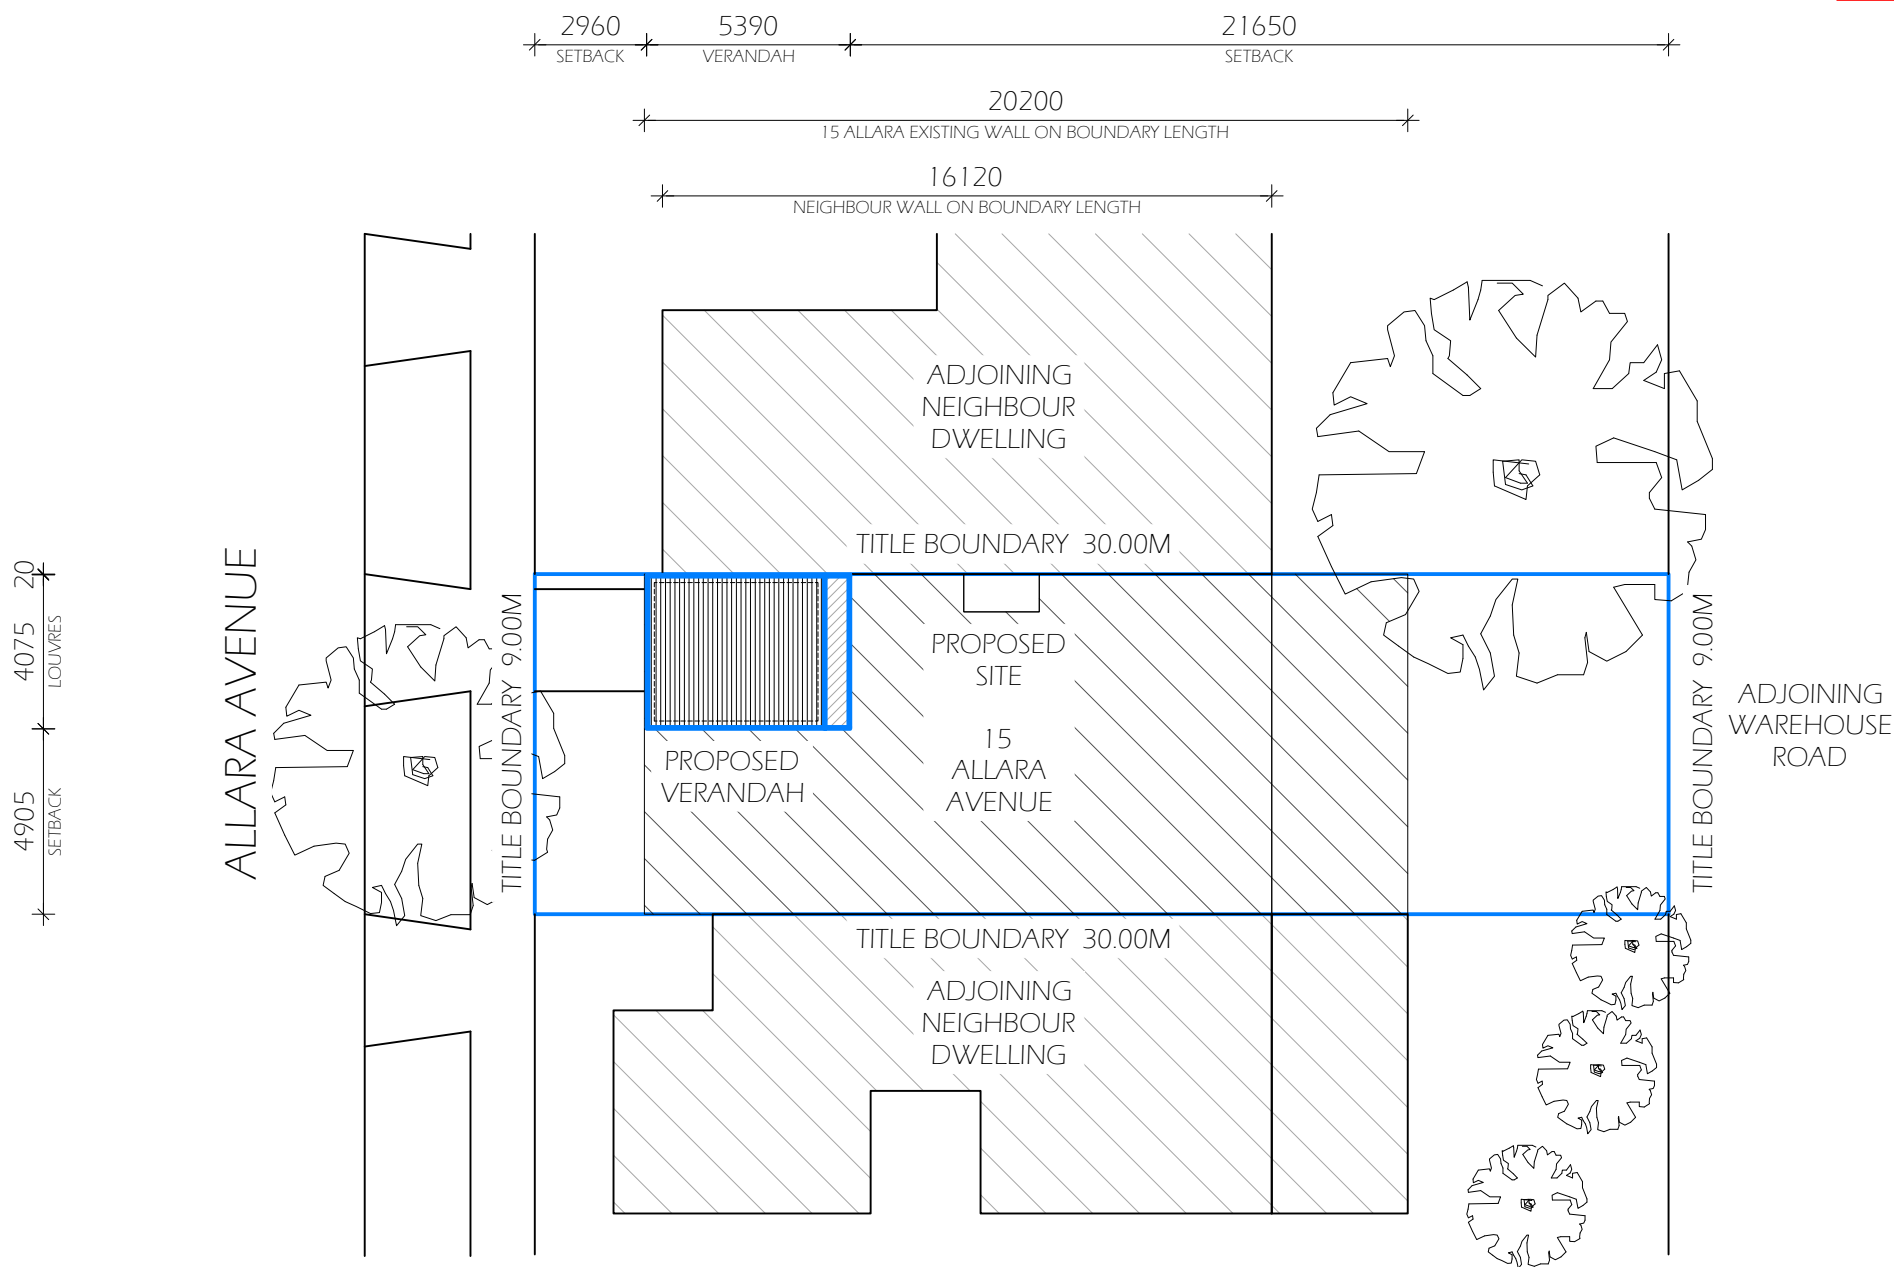 2960
SETBACK
5390
VERANDAH
21650
SETBACK
20200
15 ALLARA EXISTING WALL ON BOUNDARY LENGTH
16120
NEIGHBOUR WALL ON BOUNDARY LENGTH
ADJOINING
NEIGHBOUR
DWELLING
TITLE BOUNDARY 30.00M
20
4075
LOUVRES
4905
SETBACK
ALLARA AVENUE
TITLE BOUNDARY 9.00M
PROPOSED
VERANDAH
PROPOSED
SITE
15
ALLARA
AVENUE
TITLE BOUNDARY 9.00M
ADJOINING
WAREHOUSE
ROAD
TITLE BOUNDARY 30.00M
ADJOINING
NEIGHBOUR
DWELLING